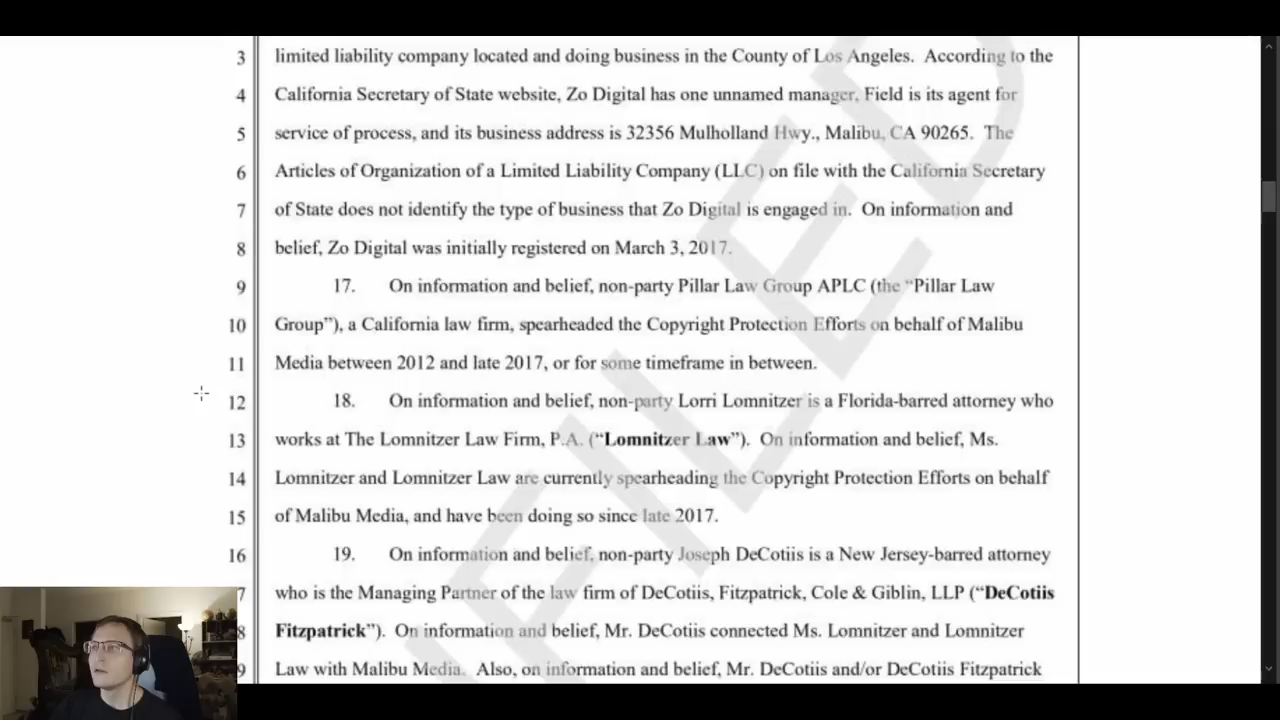 3 limited liability company located and doing business in the County of Los Angeles. According to the
4 California Secretary of State website, Zo Digital has one unnamed manager, Field is its agent for
5 service of process, and its business address is 32356 Mulholland Hwy., Malibu, CA 90265. The
6 Articles of Organization of a Limited Liability Company (LLC) on file with the California Secretary
7 of State does not identify the type of business that Zo Digital is engaged in. On information and
8 belief, Zo Digital was initially registered on March 3, 2017.
9 17. On information and belief, non-party Pillar Law Group APLC (the “Pillar Law
10 Group”), a California law firm, spearheaded the Copyright Protection Efforts on behalf of Malibu
11 Media between 2012 and late 2017, or for some timeframe in between.
12 18. On information and belief, non-party Lorri Lomnitzer is a Florida-barred attorney who
13 works at The Lomnitzer Law Firm, P.A. (“Lomnitzer Law”). On information and belief, Ms.
14 Lomnitzer and Lomnitzer Law are currently spearheading the Copyright Protection Efforts on behalf
15 of Malibu Media, and have been doing so since late 2017.
16 19. On information and belief, non-party Joseph DeCotiis is a New Jersey-barred attorney
7 who is the Managing Partner of the law firm of DeCotiis, Fitzpatrick, Cole & Giblin, LLP (“DeCotiis
8 Fitzpatrick”). On information and belief, Mr. DeCotiis connected Ms. Lomnitzer and Lomnitzer
9 Law with Malibu Media. Also, on information and belief, Mr. DeCotiis and/or DeCotiis Fitzpatrick
FILED